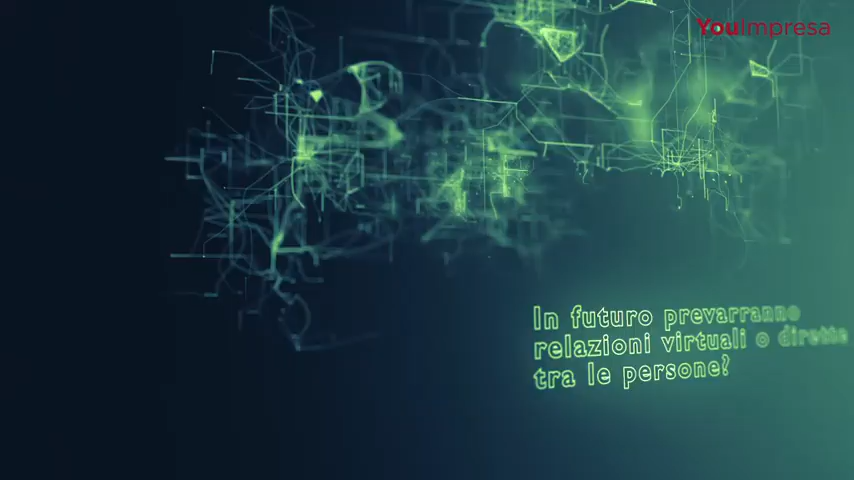 YouImpresa
In futuro prevarranno
relazioni virtuali o dirette
tra le persone?